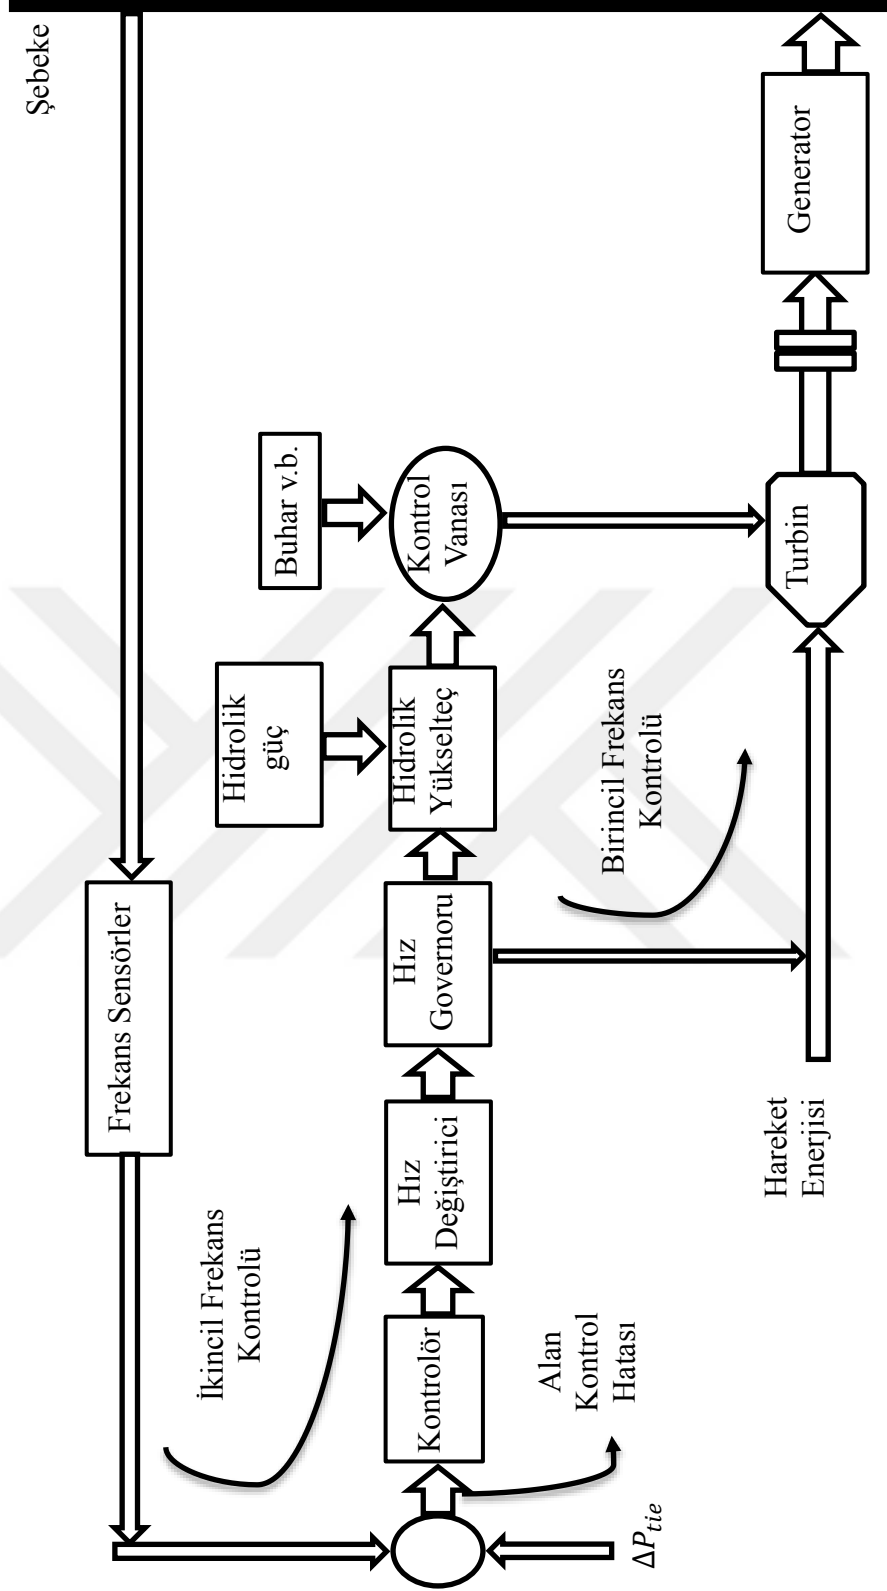 Şebeke
Frekans Sensörler
İkincil Frekans
Kontrolü
Hidrolik
güç
Buhar v.b.
Kontrolör
Hız
Değiştirici
Hız
Governoru
Hidrolik
Yükselteç
Kontrol
Vanası
Alan
Kontrol
Hatası
Birincil Frekans
Kontrolü
ΔP_tie
Hareket
Enerjisi
Turbin
Generator